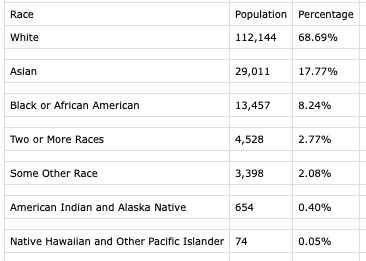 Race Population Percentage
White 112,144 68.69%
Asian 29,011 17.77%
Black or African American 13,457 8.24%
Two or More Races 4,528 2.77%
Some Other Race 3,398 2.08%
American Indian and Alaska Native 654 0.40%
Native Hawaiian and Other Pacific Islander 74 0.05%